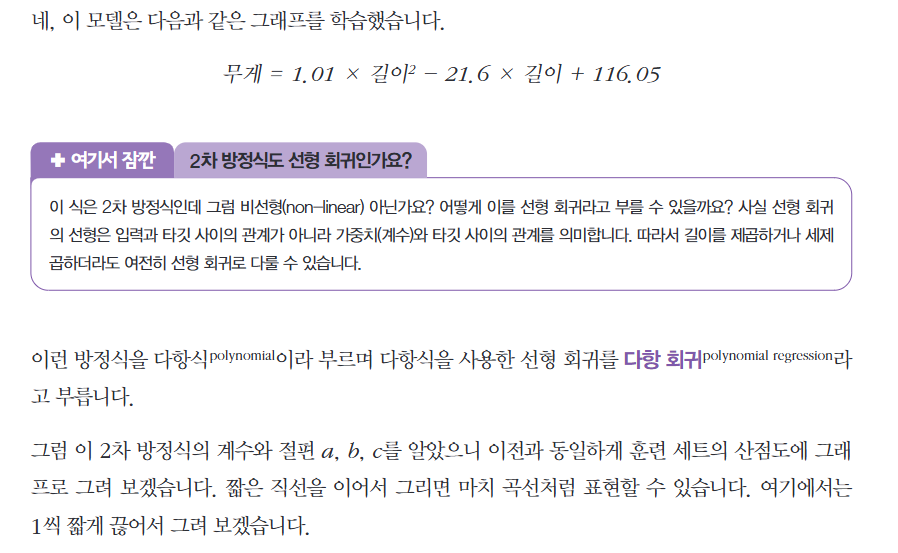 네, 이 모델은 다음과 같은 그래프를 학습했습니다.
무게 = 1.01 × 길이² − 21.6 × 길이 + 116.05
✚ 여기서 잠깐 2차 방정식도 선형 회귀인가요?
이 식은 2차 방정식인데 그럼 비선형(non-linear) 아닌가요? 어떻게 이를 선형 회귀라고 부를 수 있을까요? 사실 선형 회귀
의 선형은 입력과 타깃 사이의 관계가 아니라 가중치(계수)와 타깃 사이의 관계를 의미합니다. 따라서 길이를 제곱하거나 세제
곱하더라도 여전히 선형 회귀로 다룰 수 있습니다.
이런 방정식을 다항식polynomial이라 부르며 다항식을 사용한 선형 회귀를 다항 회귀polynomial regression라
고 부릅니다.
그럼 이 2차 방정식의 계수와 절편 a, b, c를 알았으니 이전과 동일하게 훈련 세트의 산점도에 그래
프로 그려 보겠습니다. 짧은 직선을 이어서 그리면 마치 곡선처럼 표현할 수 있습니다. 여기에서는
1씩 짧게 끊어서 그려 보겠습니다.